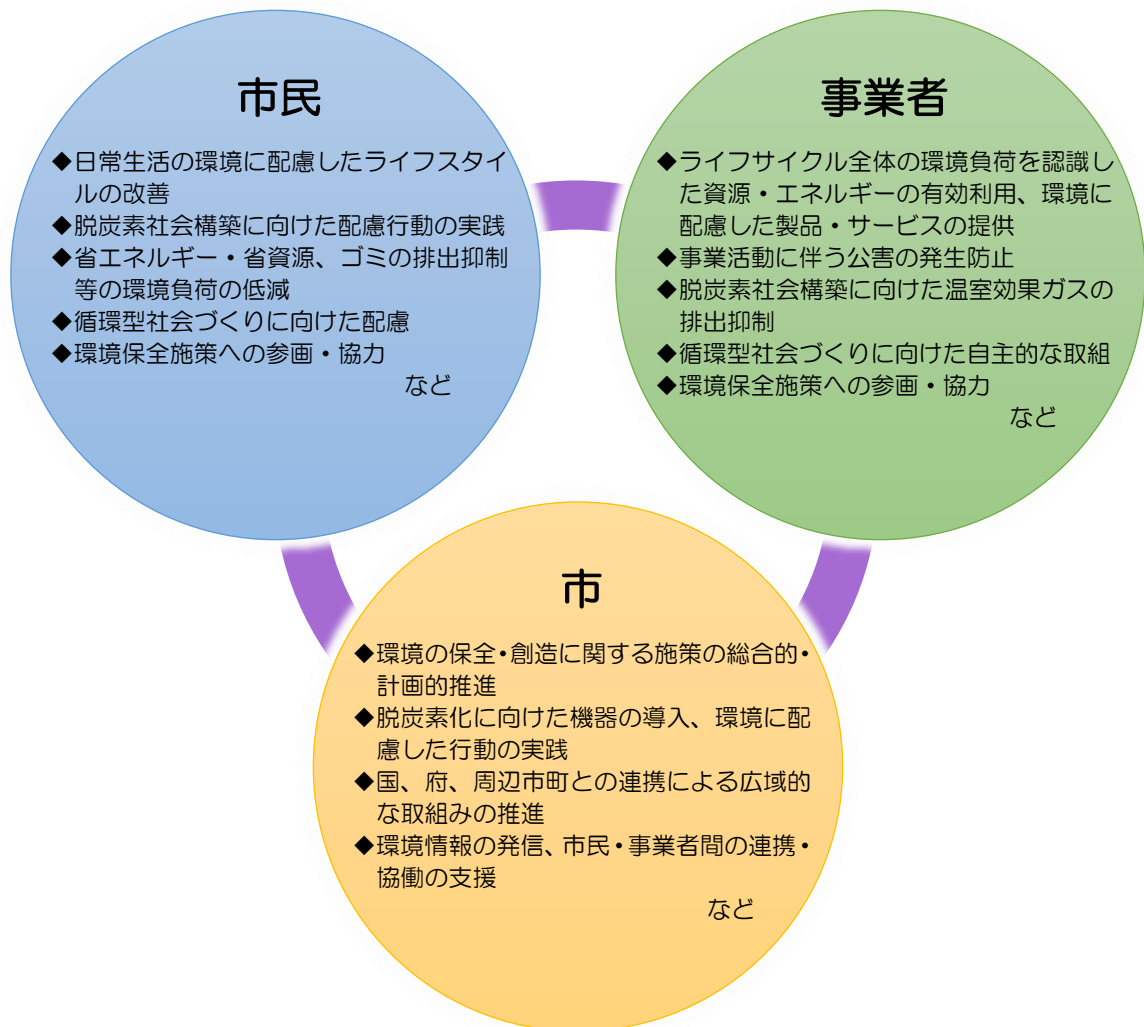 市民
◆日常生活の環境に配慮したライフスタイ
ルの改善
◆脱炭素社会構築に向けた配慮行動の実践
◆省エネルギー・省資源、ゴミの排出抑制
等の環境負荷の低減
◆循環型社会づくりに向けた配慮
◆環境保全施策への参画・協力
など
事業者
◆ライフサイクル全体の環境負荷を認識し
た資源・エネルギーの有効利用、環境に
配慮した製品・サービスの提供
◆事業活動に伴う公害の発生防止
◆脱炭素社会構築に向けた温室効果ガスの
排出抑制
◆循環型社会づくりに向けた自主的な取組
◆環境保全施策への参画・協力
など
市
◆環境の保全・創造に関する施策の総合的・
計画的推進
◆脱炭素化に向けた機器の導入、環境に配
慮した行動の実践
◆国、府、周辺市町との連携による広域的
な取組みの推進
◆環境情報の発信、市民・事業者間の連携・
協働の支援
など